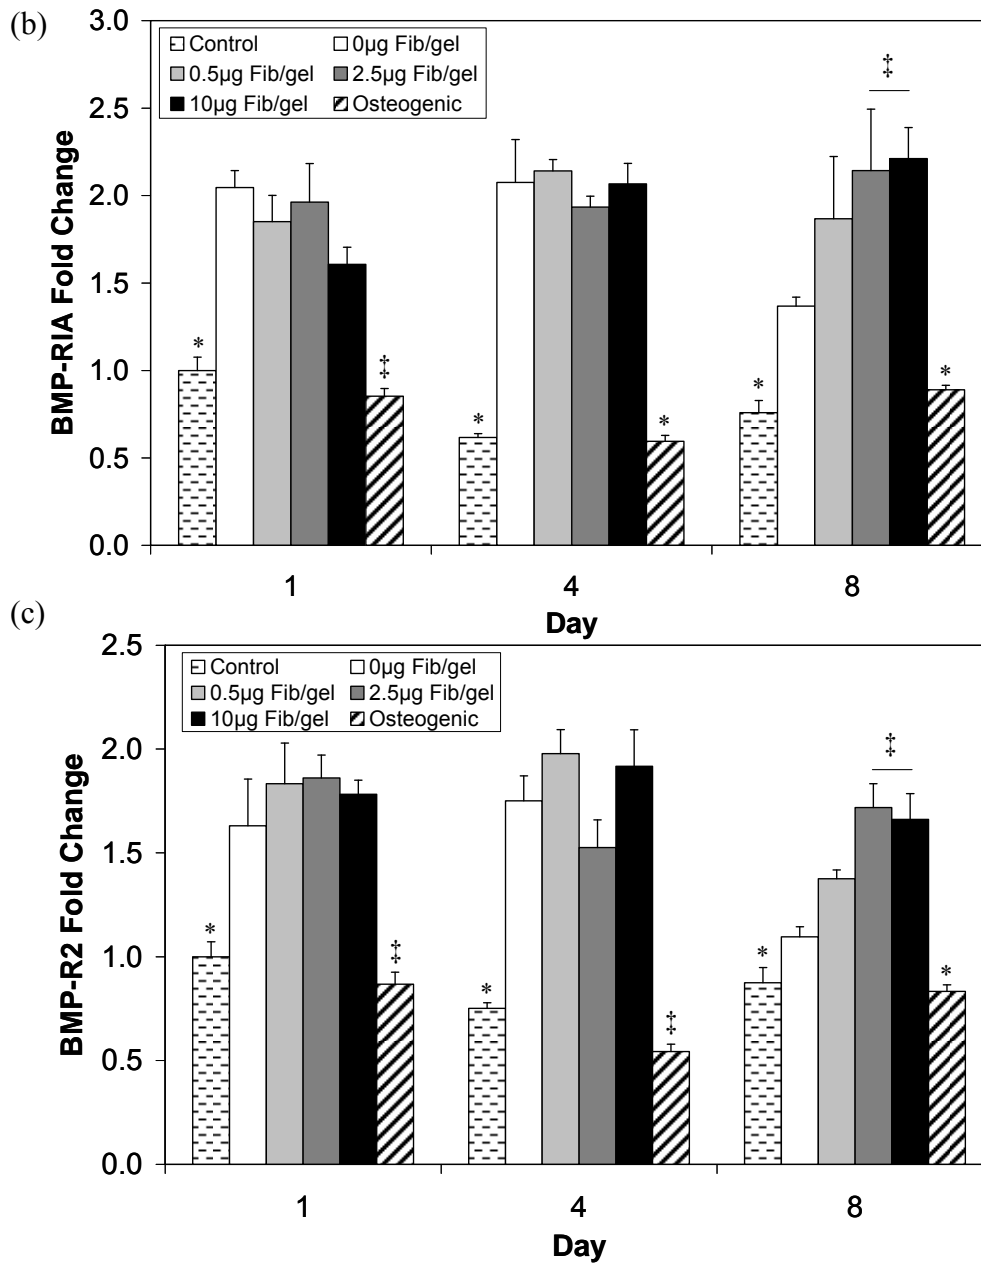 (b)
3.0
2.5
2.0
1.5
1.0
0.5
0.0
BMP-RIA Fold Change
Control 0µg Fib/gel
0.5µg Fib/gel 2.5µg Fib/gel
10µg Fib/gel Osteogenic
* ‡
* *
* ‡ *
1 4 8
Day
(c)
2.5
2.0
1.5
1.0
0.5
0.0
BMP-R2 Fold Change
Control 0µg Fib/gel
0.5µg Fib/gel 2.5µg Fib/gel
10µg Fib/gel Osteogenic
* ‡
* ‡
* ‡ *
1 4 8
Day